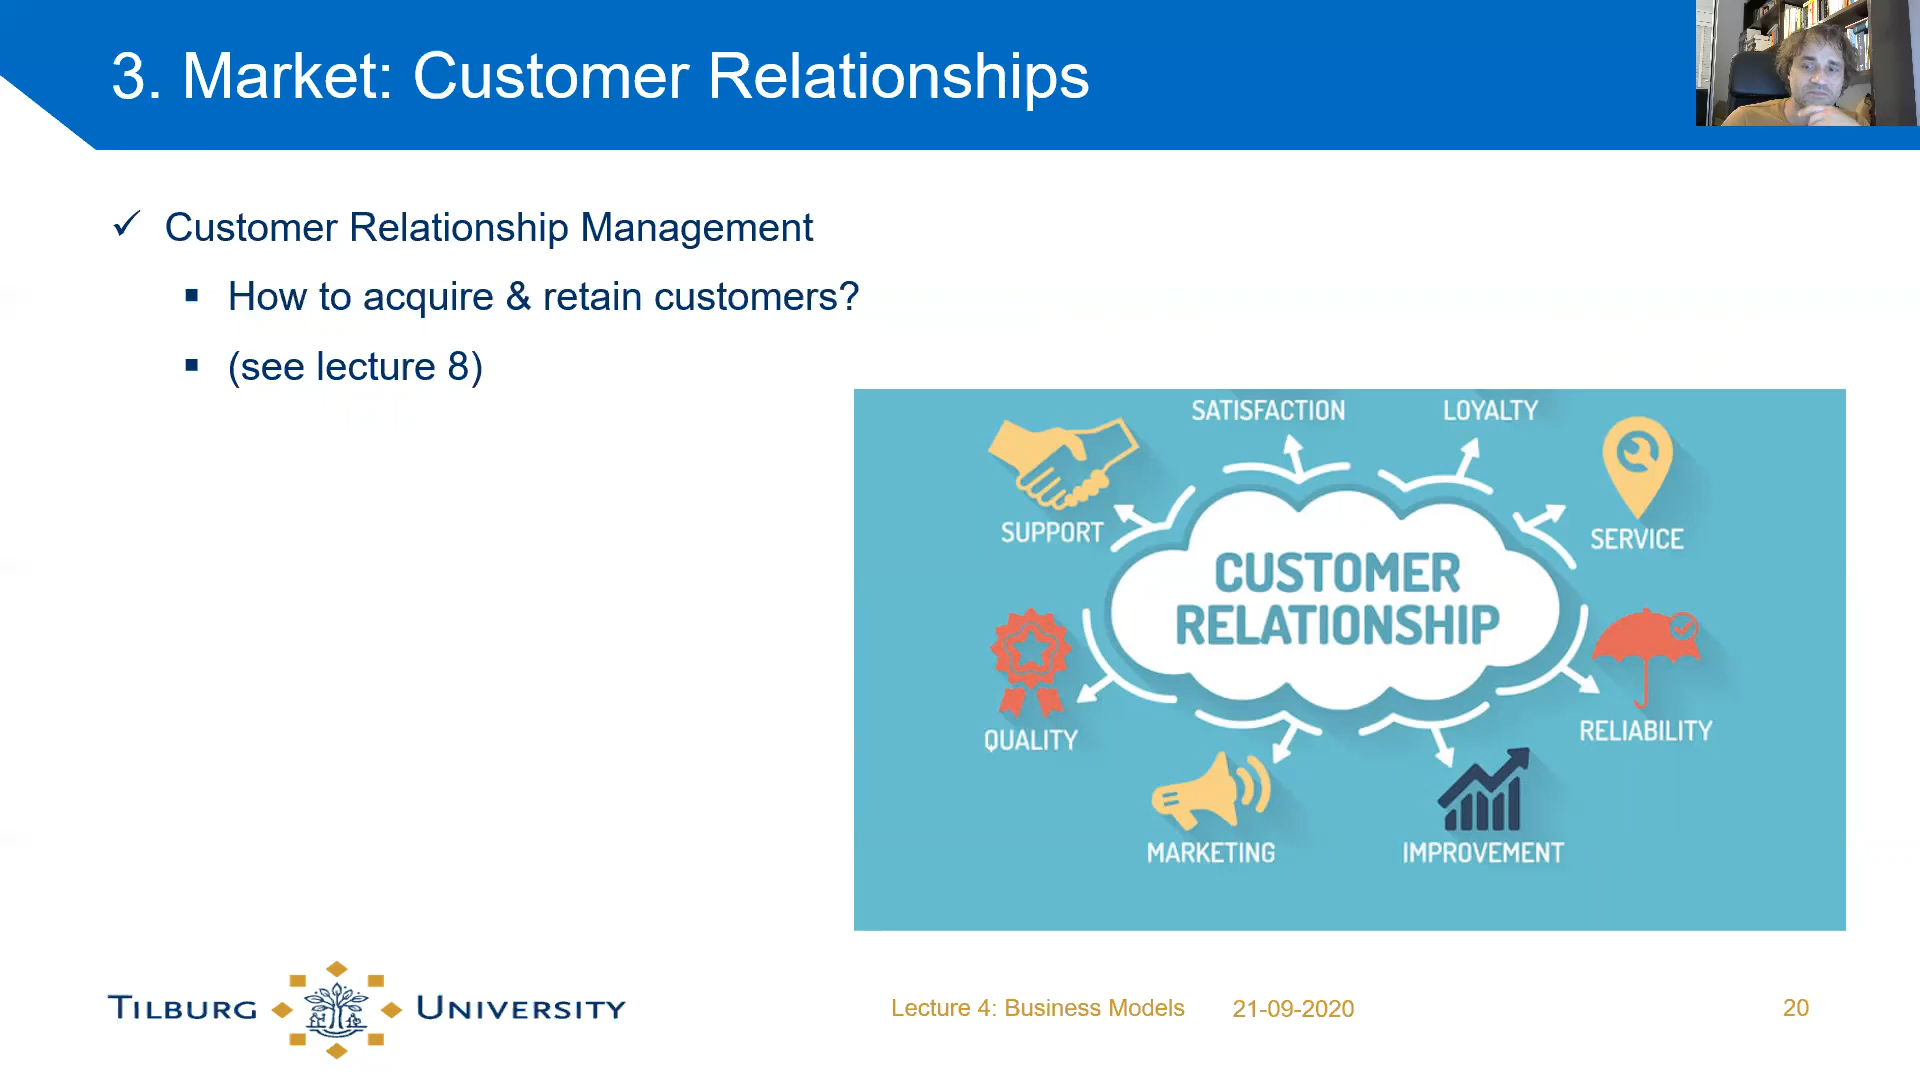 3. Market: Customer Relationships
Customer Relationship Management
How to acquire & retain customers?
(see lecture 8)
SATISFACTION
LOYALTY
SUPPORT
SERVICE
CUSTOMER
RELATIONSHIP
QUALITY
RELIABILITY
MARKETING
IMPROVEMENT
TILBURG UNIVERSITY
Lecture 4: Business Models
21-09-2020
20